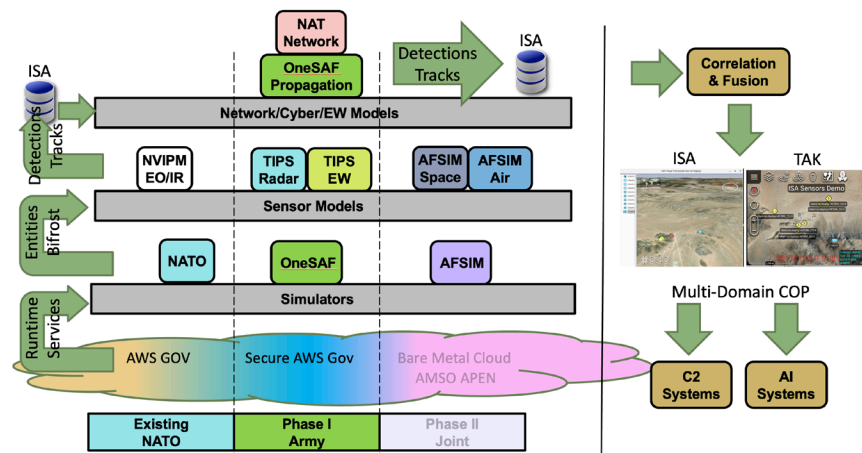 NAT
Network
OneSAF
Propagation
ISA
Detections
Tracks
ISA
Network/Cyber/EW Models
Detections
Tracks
NVIPM
EO/IR
TIPS
Radar
TIPS
EW
AFSIM
Space
AFSIM
Air
Sensor Models
Entities
Bifrost
NATO
OneSAF
AFSIM
Simulators
Runtime
Services
AWS GOV
Secure AWS Gov
Bare Metal Cloud
AMSO APEN
Existing
NATO
Phase I
Army
Phase II
Joint
Correlation
& Fusion
ISA
TAK
ISA Sensors Demo
Multi-Domain COP
C2
Systems
AI
Systems